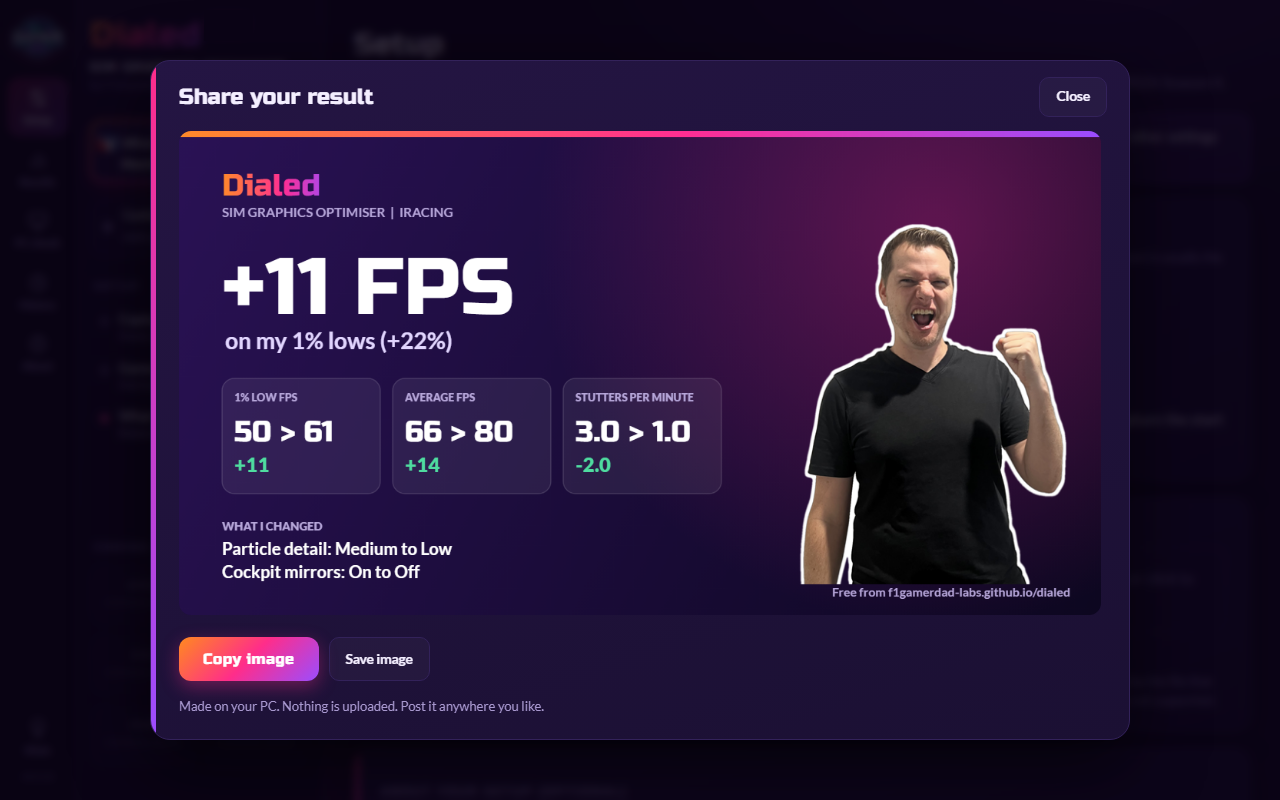 Dialed
Setup
Share your result
Close
Dialed
SIM GRAPHICS OPTIMISER | IRACING
+11 FPS
on my 1% lows (+22%)
1% LOW FPS
50 > 61
+11
AVERAGE FPS
66 > 80
+14
STUTTERS PER MINUTE
3.0 > 1.0
-2.0
WHAT I CHANGED
Particle detail: Medium to Low
Cockpit mirrors: On to Off
Free from f1gamerdad-labs.github.io/dialed
Copy image
Save image
Made on your PC. Nothing is uploaded. Post it anywhere you like.